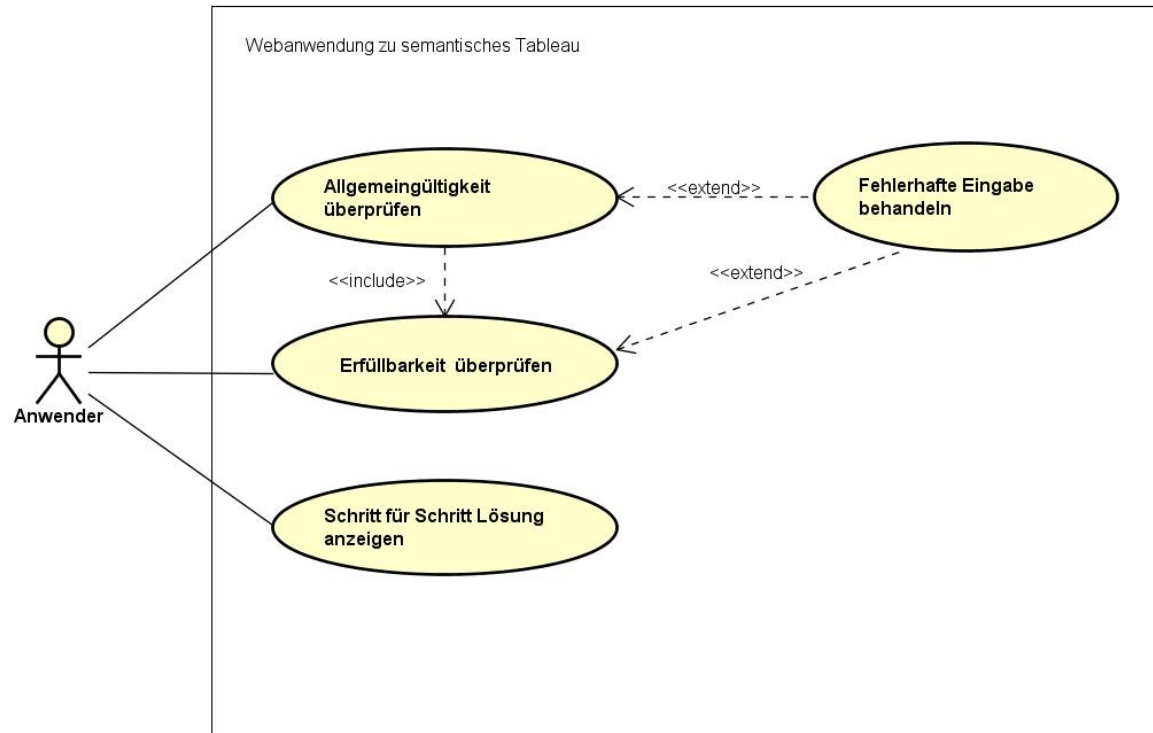 Webanwendung zu semantisches Tableau
Allgemeingültigkeit
überprüfen
<<extend>>
Fehlerhafte Eingabe
behandeln
<<include>>
<<extend>>
Erfüllbarkeit überprüfen
Anwender
Schritt für Schritt Lösung
anzeigen